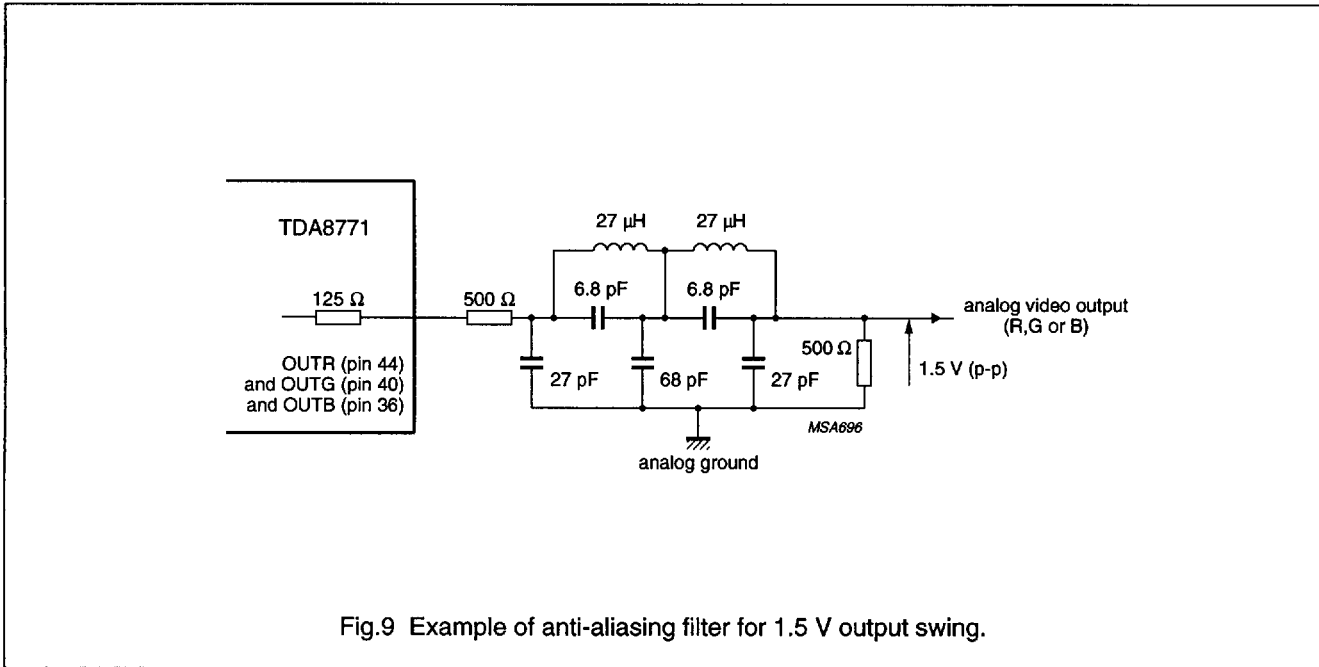 27 µH 27 µH
TDA8771
6.8 pF 6.8 pF
125 Ω 500 Ω
analog video output
(R,G or B)
500 Ω
1.5 V (p-p)
OUTR (pin 44)
and OUTG (pin 40)
and OUTB (pin 36)
27 pF 68 pF 27 pF
MSA696
analog ground
Fig.9 Example of anti-aliasing filter for 1.5 V output swing.